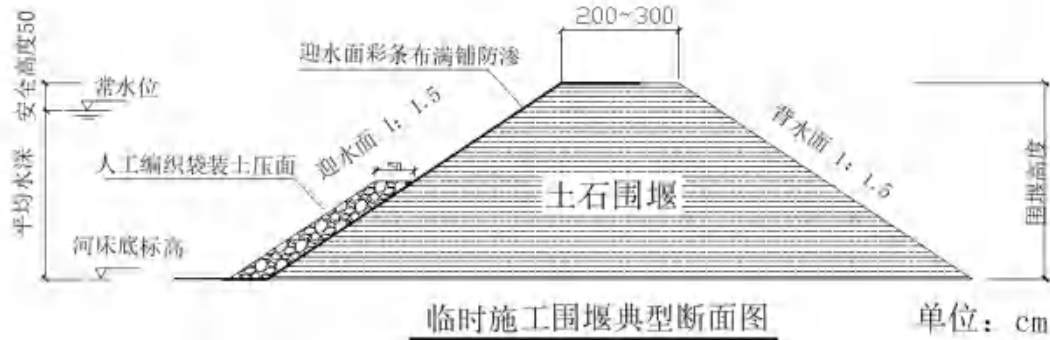 200~300
安全高度50
常水位
迎水面彩条布满铺防渗
迎水面 1: 1.5
背水面 1: 1.5
人工编织袋装土压面
50
平均水深
土石围堰
围堰高度
河床底标高
临时施工围堰典型断面图
单位：cm